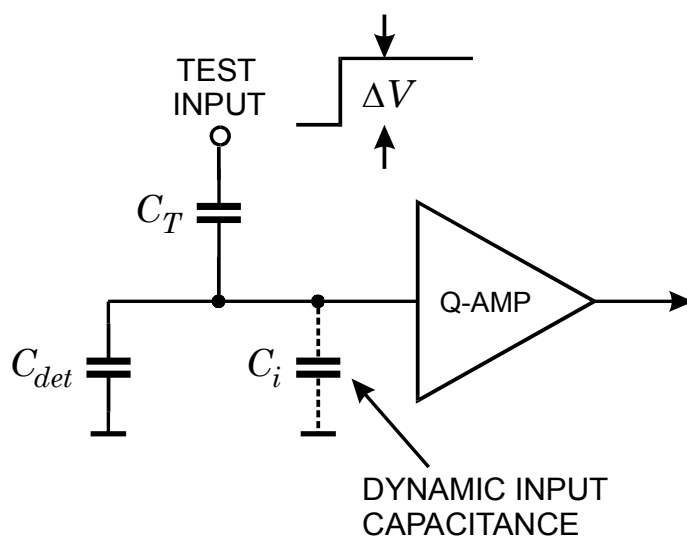 TEST
INPUT
ΔV
C_T
Q-AMP
C_det
C_i
DYNAMIC INPUT
CAPACITANCE